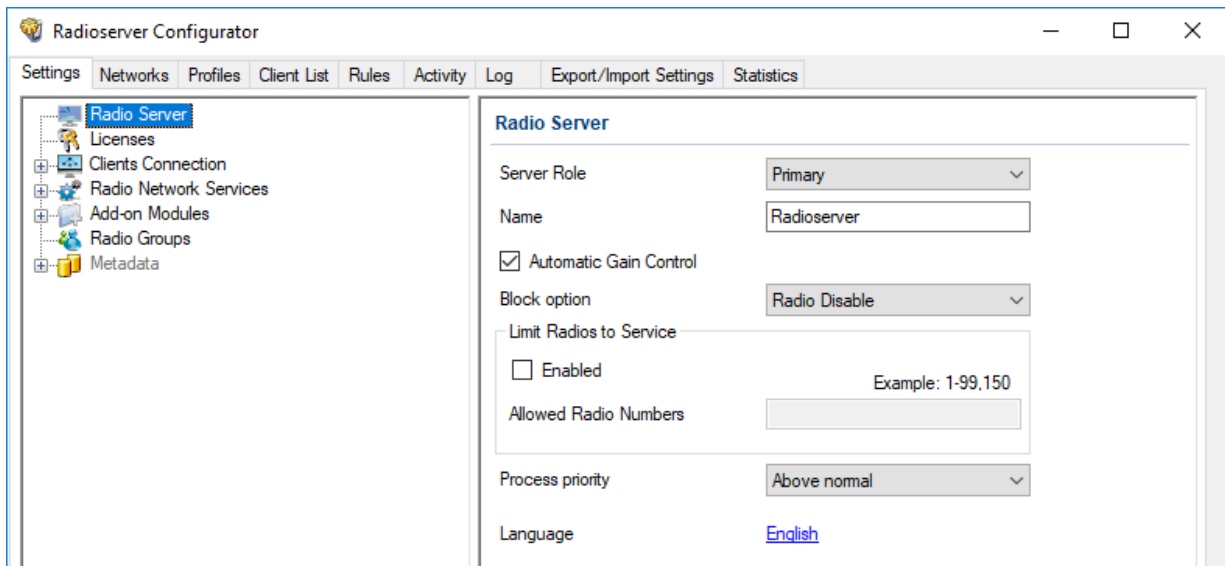 Radioserver Configurator
Settings Networks Profiles Client List Rules Activity Log Export/Import Settings Statistics
Radio Server
Licenses
Clients Connection
Radio Network Services
Add-on Modules
Radio Groups
Metadata
Radio Server
Server Role Primary
Name Radioserver
Automatic Gain Control
Block option Radio Disable
Limit Radios to Service
Enabled
Example: 1-99,150
Allowed Radio Numbers
Process priority Above normal
Language English